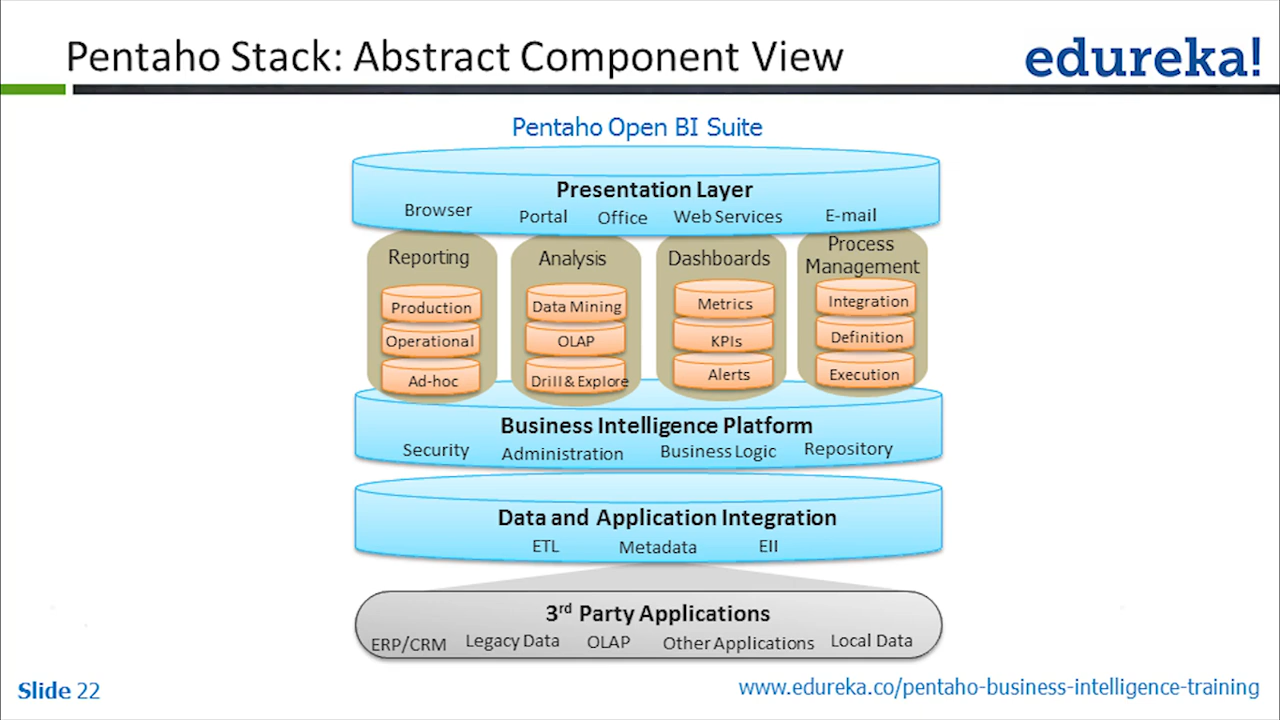 Pentaho Stack: Abstract Component View
edureka!
Pentaho Open BI Suite
Presentation Layer
Browser Portal Office Web Services E-mail
Reporting
Production
Operational
Ad-hoc
Analysis
Data Mining
OLAP
Drill & Explore
Dashboards
Metrics
KPIs
Alerts
Process
Management
Integration
Definition
Execution
Business Intelligence Platform
Security Administration Business Logic Repository
Data and Application Integration
ETL Metadata EII
3rd Party Applications
ERP/CRM Legacy Data OLAP Other Applications Local Data
Slide 22
www.edureka.co/pentaho-business-intelligence-training